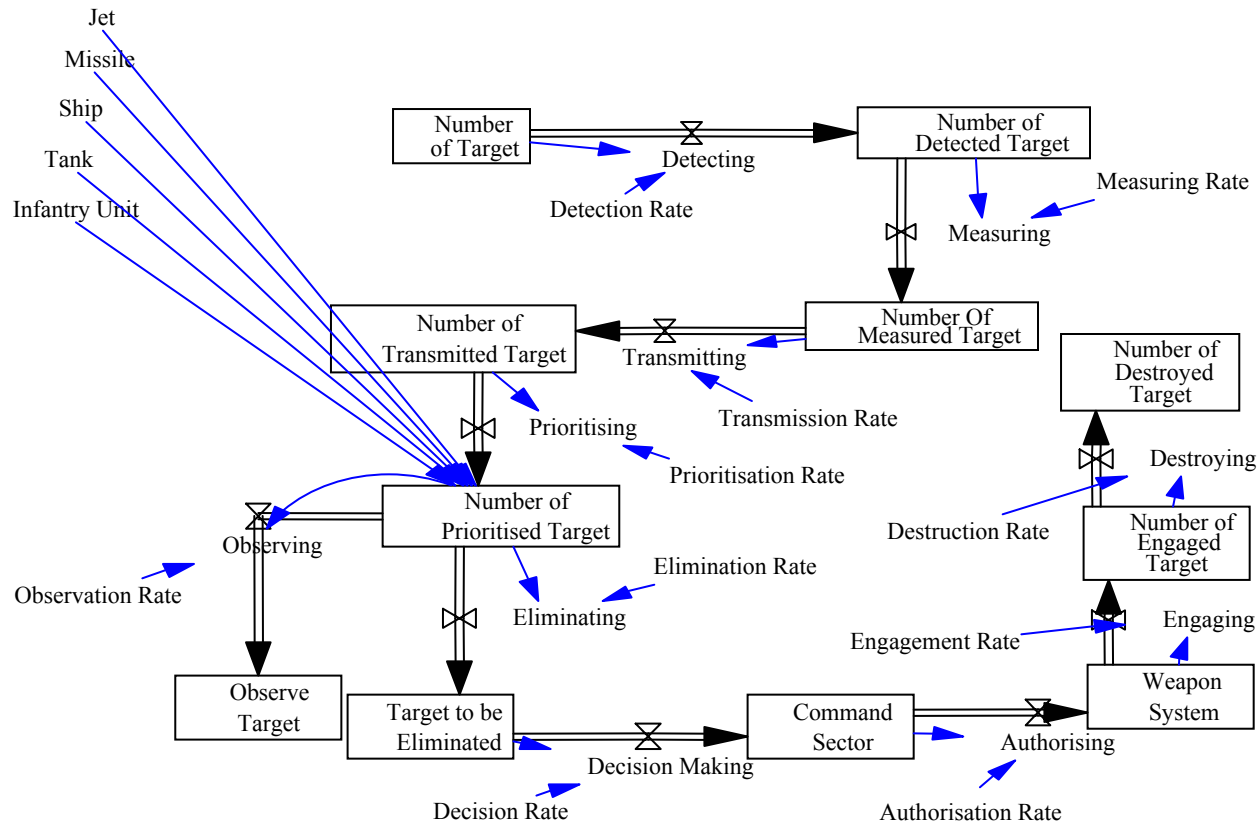 Jet
Missile
Ship
Tank
Infantry Unit
Number
of Target
Detecting
Detection Rate
Number of
Detected Target
Measuring Rate
Measuring
Number Of
Measured Target
Transmitting
Transmission Rate
Number of
Transmitted Target
Prioritising
Prioritisation Rate
Number of
Prioritised Target
Observing
Observation Rate
Observe
Target
Elimination Rate
Eliminating
Target to be
Eliminated
Decision Making
Decision Rate
Command
Sector
Authorising
Authorisation Rate
Weapon
System
Engaging
Engagement Rate
Number of
Engaged
Target
Destroying
Destruction Rate
Number of
Destroyed
Target